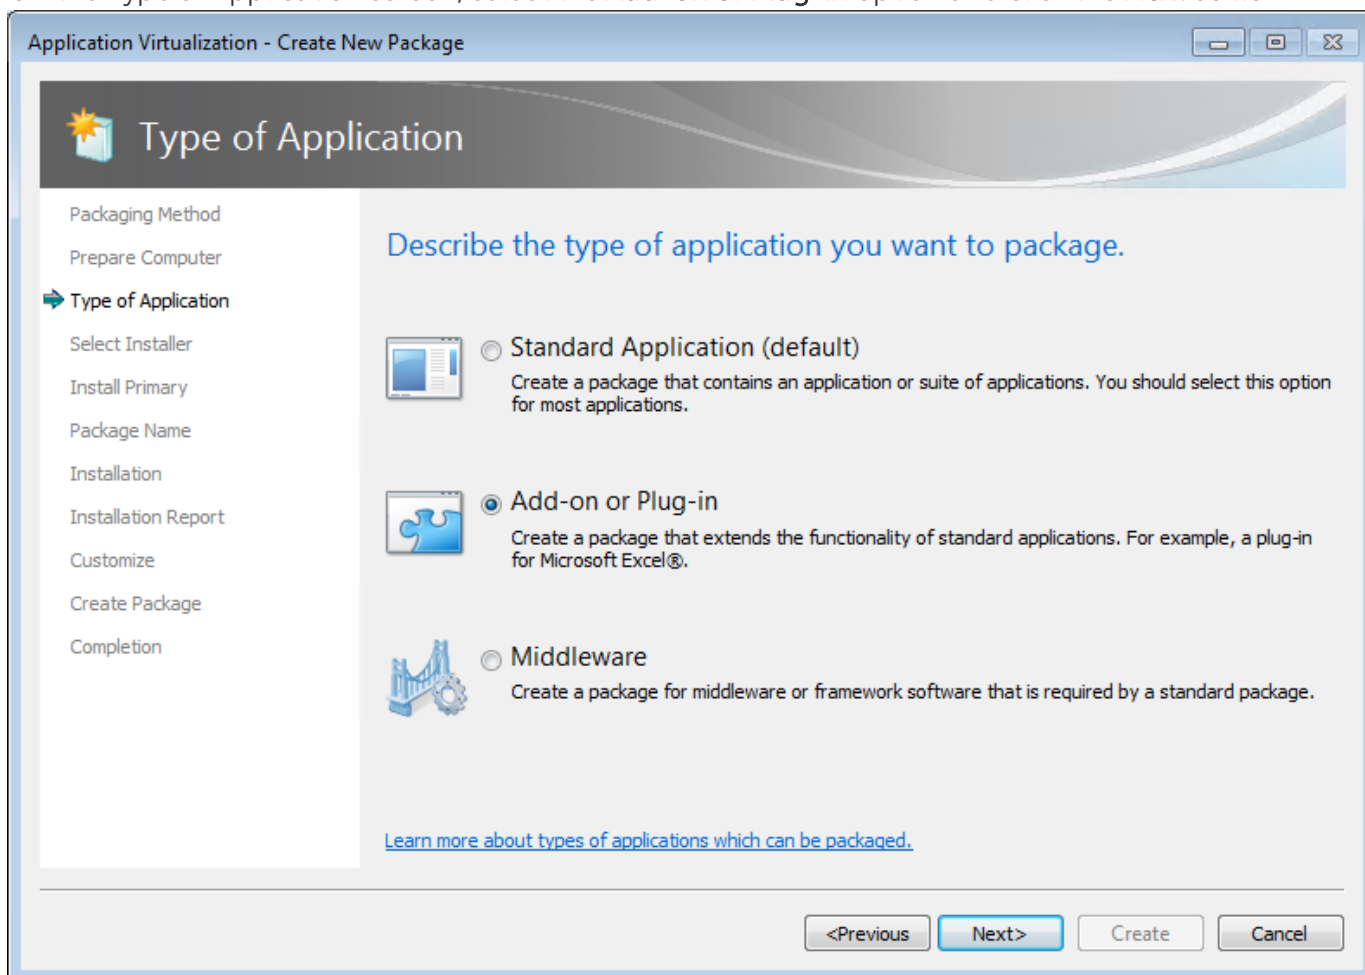 Application Virtualization - Create New Package
Type of Application
Packaging Method
Prepare Computer
Type of Application
Select Installer
Install Primary
Package Name
Installation
Installation Report
Customize
Create Package
Completion
Describe the type of application you want to package.
Standard Application (default)
Create a package that contains an application or suite of applications. You should select this option
for most applications.
Add-on or Plug-in
Create a package that extends the functionality of standard applications. For example, a plug-in
for Microsoft Excel®.
Middleware
Create a package for middleware or framework software that is required by a standard package.
Learn more about types of applications which can be packaged.
<Previous
Next>
Create
Cancel